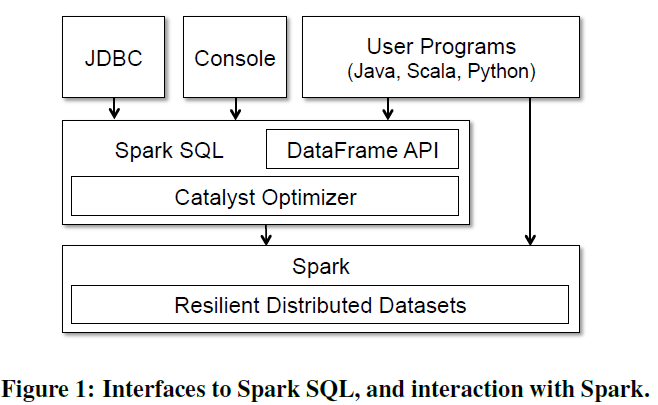 JDBC
Console
User Programs
(Java, Scala, Python)
Spark SQL
DataFrame API
Catalyst Optimizer
Spark
Resilient Distributed Datasets
Figure 1: Interfaces to Spark SQL, and interaction with Spark.